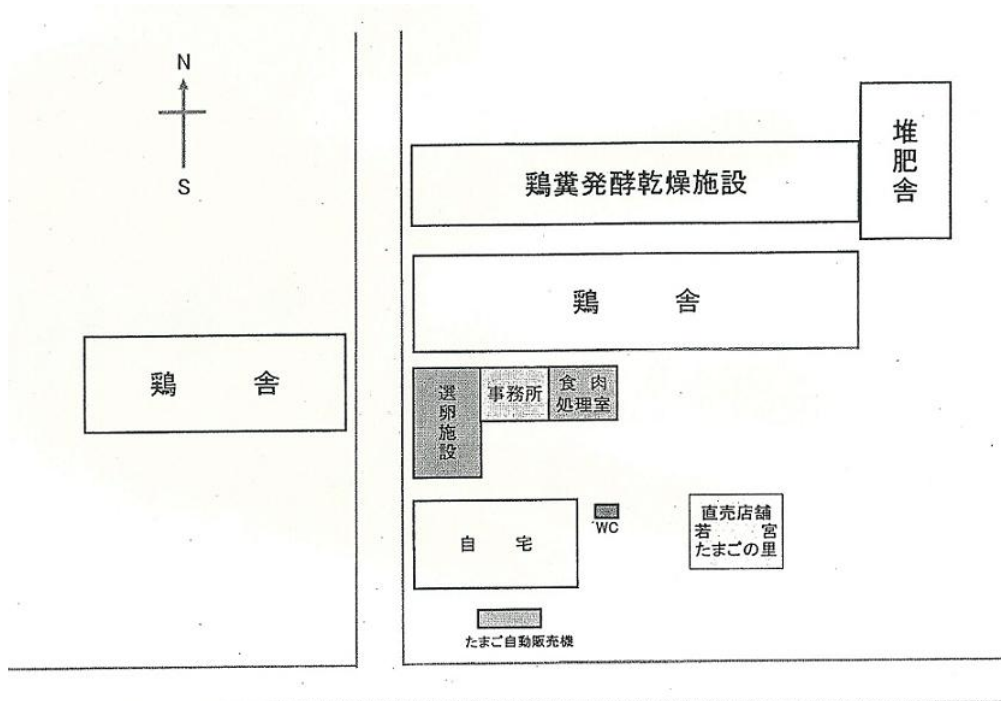 N
S
堆肥舎
鶏糞発酵乾燥施設
鶏 舎
鶏 舎
選卵施設
事務所
食 肉
処理室
自 宅
WC
直売店舗
若 宮
たまごの里
たまご自動販売機